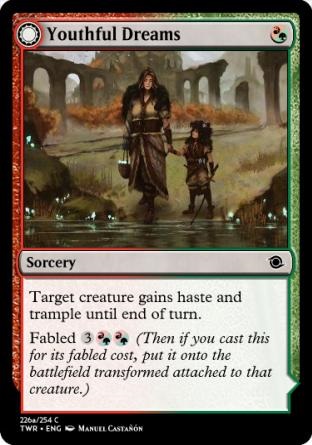 Youthful Dreams
Sorcery
Target creature gains haste and
trample until end of turn.
Fabled 3 (Then if you cast this
for its fabled cost, put it onto the
battlefield transformed attached to that
creature.)
226a/254 C
TWR • ENG Manuel Castañón